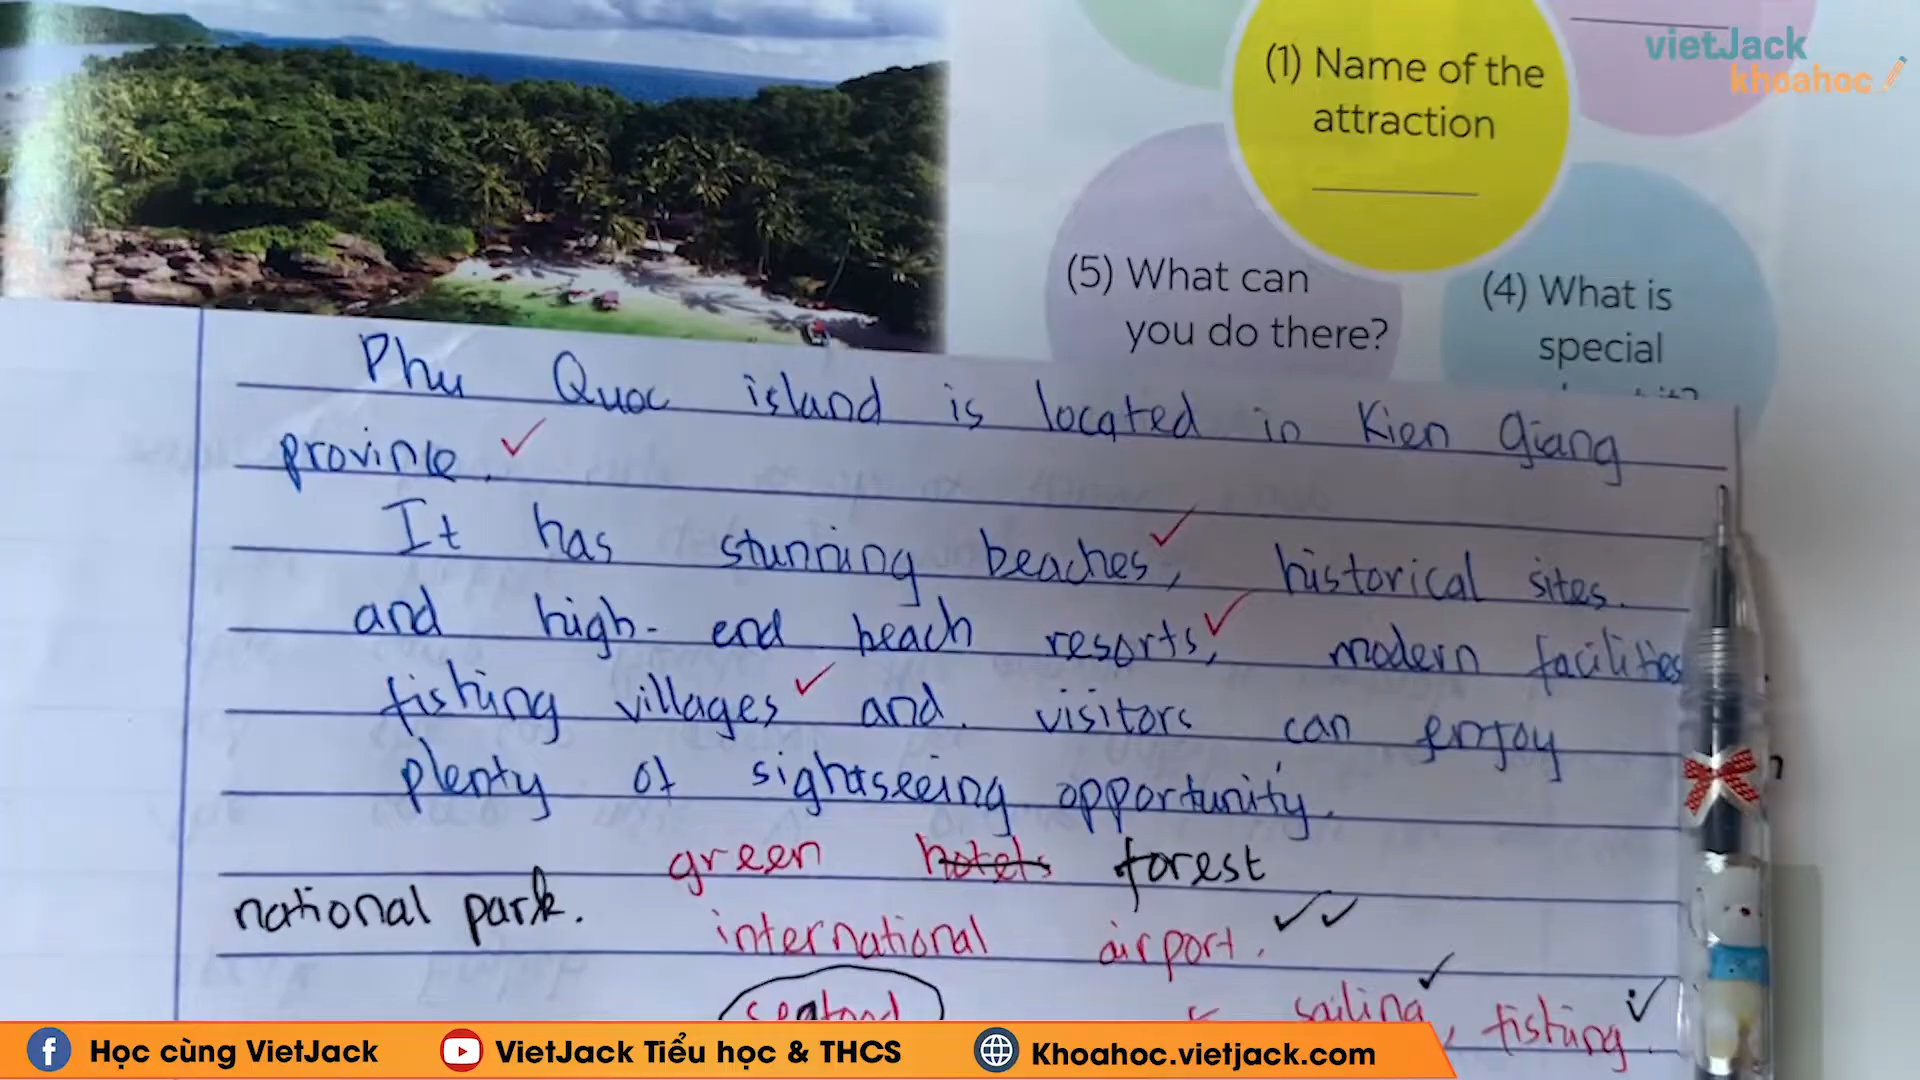 vietJack
khoahoc
(1) Name of the
attraction
(5) What can
you do there?
(4) What is
special
Phu Quoc island is located in Kien Giang
province.
It has stunning beaches, historical sites.
and high-end beach resorts, modern facilities
fishing villages and. visitors can enjoy
plenty of sightseeing opportunity.
green hotels forest
national park.
international airport.
seafood
sailing, fishing.
Học cùng VietJack
VietJack Tiểu học & THCS
Khoahoc.vietjack.com